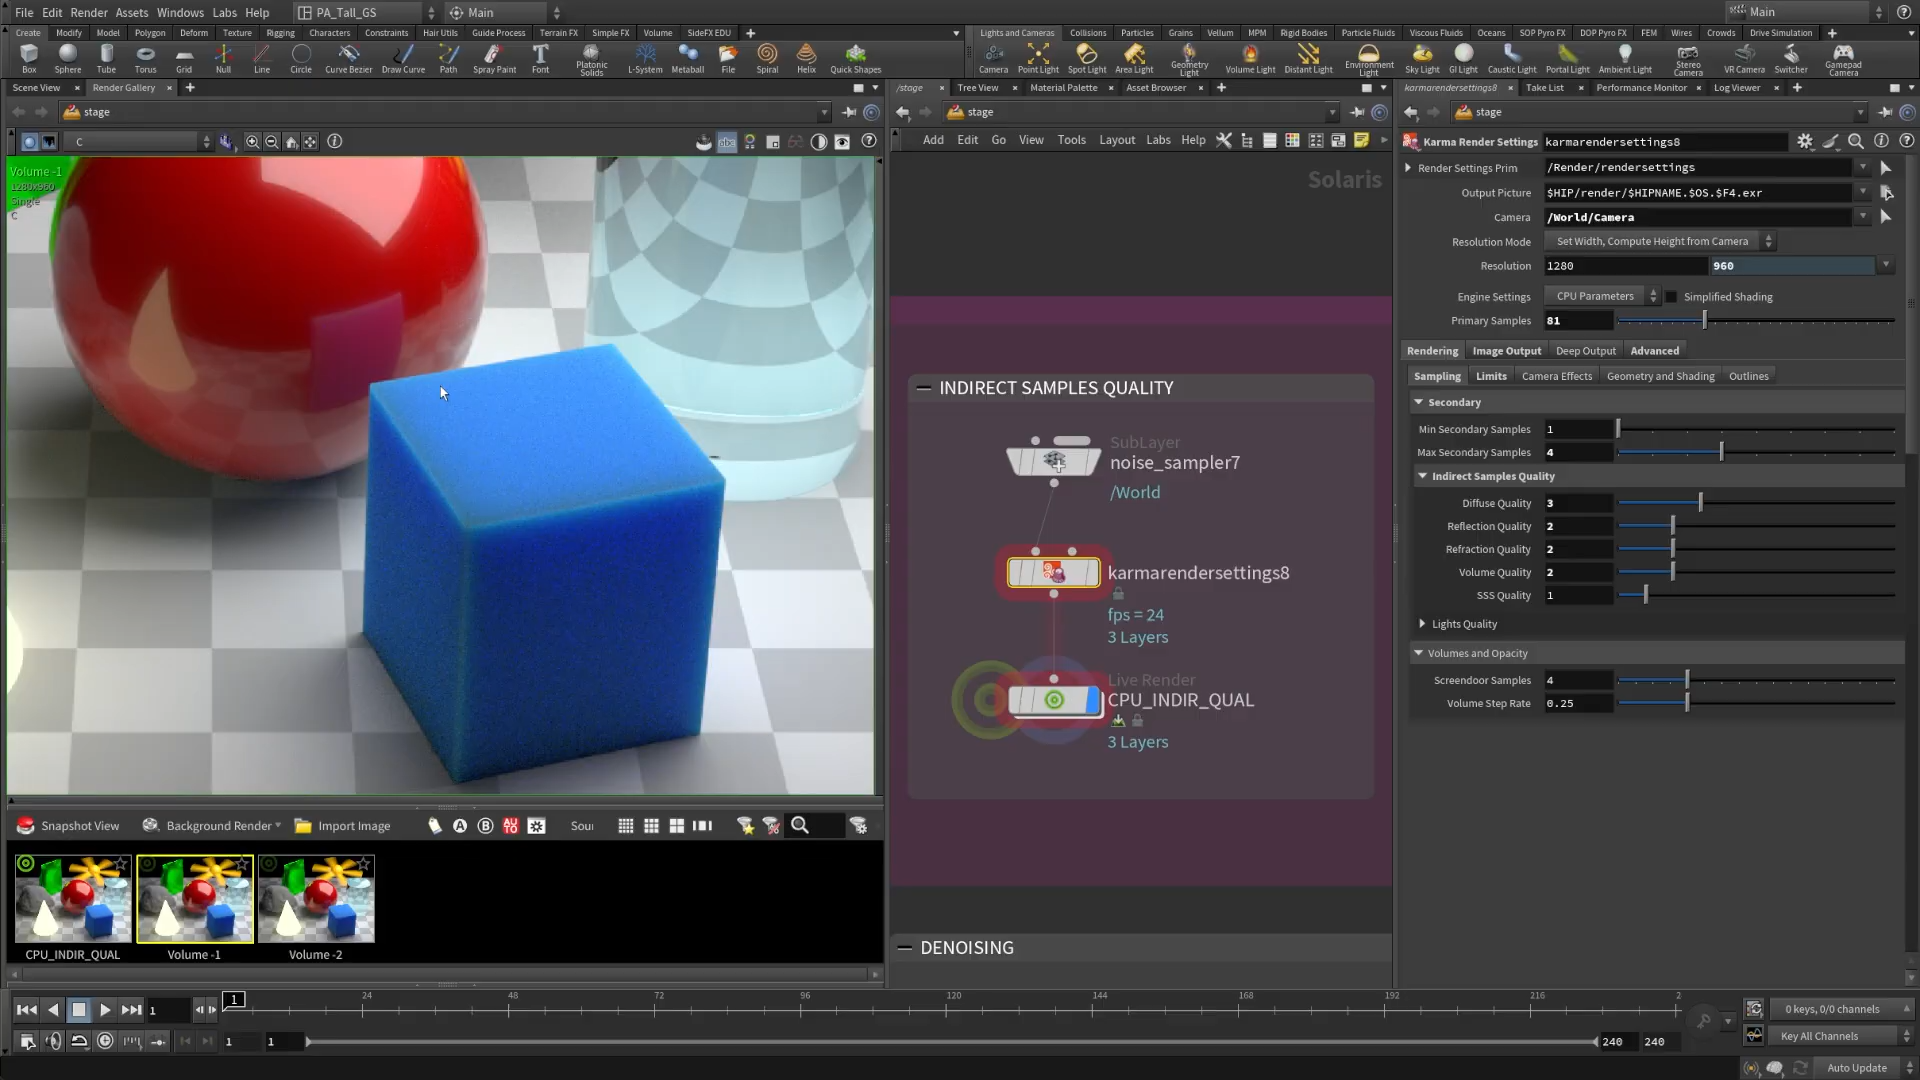 File Edit Render Assets Windows Labs Help PA_Tall_GS Main Main
Create Modify Model Polygon Deform Texture Rigging Characters Constraints Hair Utils Guide Process Terrain FX Simple FX Volume SideFX EDU
Lights and Cameras Collisions Particles Grains Vellum MPM Rigid Bodies Particle Fluids Viscous Fluids Oceans SOP Pyro FX DOP Pyro FX FEM Wires Crowds Drive Simulation
Box Sphere Tube Torus Grid Null Line Circle Curve Bezier Draw Curve Path Spray Paint Font Platonic Solids L-System Metaball File Spiral Helix Quick Shapes
Camera Point Light Spot Light Area Light Geometry Light Volume Light Distant Light Environment Light Sky Light GI Light Caustic Light Portal Light Ambient Light Stereo Camera VR Camera Switcher Gamepad Camera
Scene View Render Gallery
/stage Tree View Material Palette Asset Browser
karmarendersettings8 Take List Performance Monitor Log Viewer
stage
stage
stage
C
abc
Add Edit Go View Tools Layout Labs Help
Volume -1
1280x960
Single
C
Solaris
INDIRECT SAMPLES QUALITY
SubLayer
noise_sampler7
/World
karmarendersettings8
fps = 24
3 Layers
Live Render
CPU_INDIR_QUAL
3 Layers
DENOISING
Karma Render Settings karmarendersettings8
Render Settings Prim /Render/rendersettings
Output Picture $HIP/render/$HIPNAME.$OS.$F4.exr
Camera /World/Camera
Resolution Mode Set Width, Compute Height from Camera
Resolution 1280 960
Engine Settings CPU Parameters Simplified Shading
Primary Samples 81
Rendering Image Output Deep Output Advanced
Sampling Limits Camera Effects Geometry and Shading Outlines
Secondary
Min Secondary Samples 1
Max Secondary Samples 4
Indirect Samples Quality
Diffuse Quality 3
Reflection Quality 2
Refraction Quality 2
Volume Quality 2
SSS Quality 1
Lights Quality
Volumes and Opacity
Screendoor Samples 4
Volume Step Rate 0.25
Snapshot View Background Render Import Image A B AUTO Sour
CPU_INDIR_QUAL Volume -1 Volume -2
1 1 24 48 72 96 120 144 168 192 216 2
0 keys, 0/0 channels
1 1 240 240
Key All Channels
Auto Update